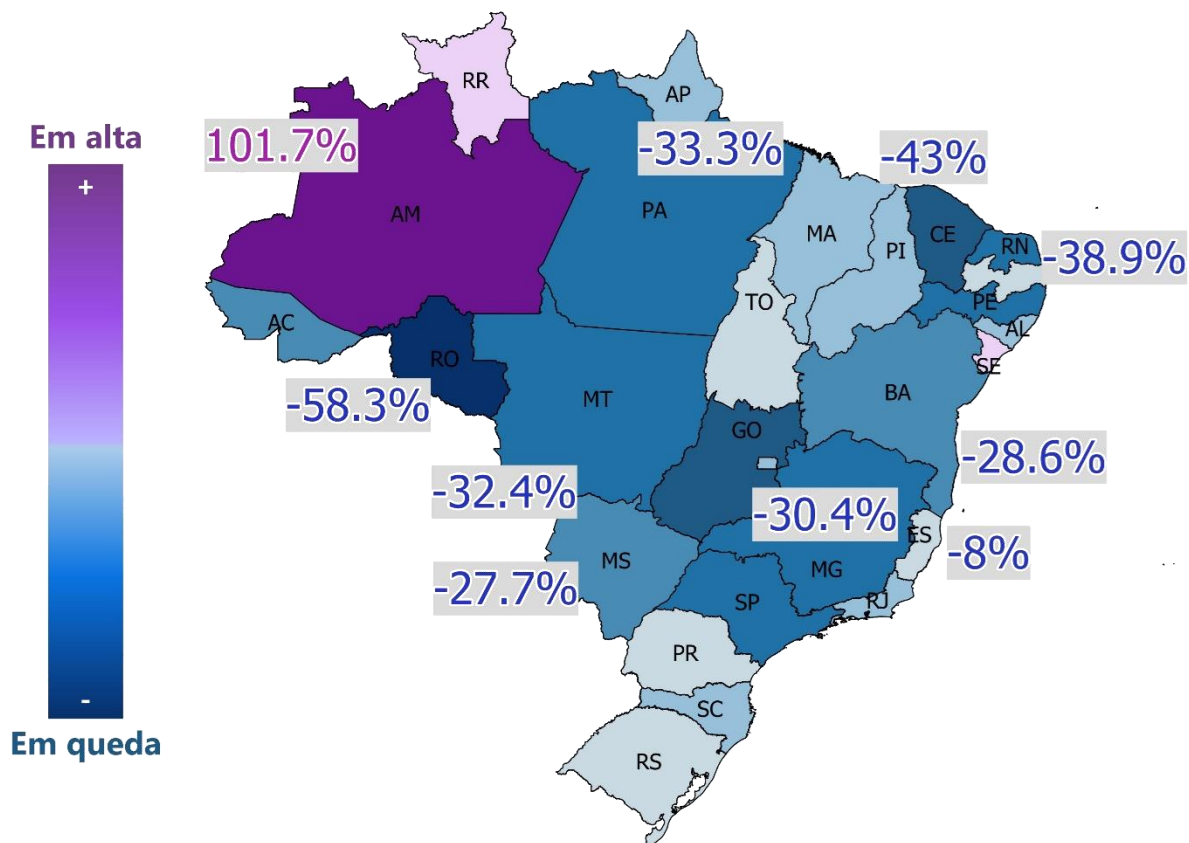 Em alta
+
-
Em queda
RR
AP
101.7%
-33.3%
-43%
AM
PA
MA
PI
CE
RN
-38.9%
TO
PE
AL
SE
AC
RO
-58.3%
MT
BA
GO
-28.6%
-32.4%
-30.4%
ES
-8%
MS
-27.7%
MG
SP
RJ
PR
SC
RS